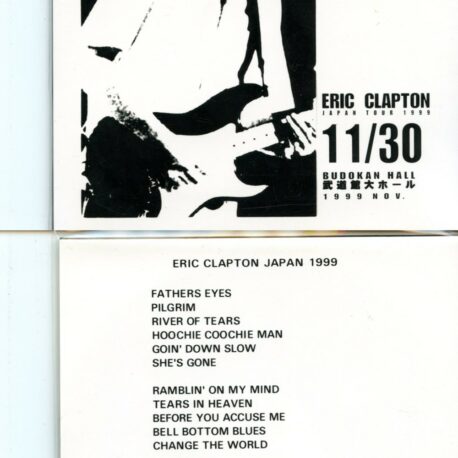 ERIC CLAPTON
JAPAN TOUR 1999
11/30
BUDOKAN HALL
武道館大ホール
1999 NOV.
ERIC CLAPTON JAPAN 1999
FATHERS EYES
PILGRIM
RIVER OF TEARS
HOOCHIE COOCHIE MAN
GOIN' DOWN SLOW
SHE'S GONE
RAMBLIN' ON MY MIND
TEARS IN HEAVEN
BEFORE YOU ACCUSE ME
BELL BOTTOM BLUES
CHANGE THE WORLD